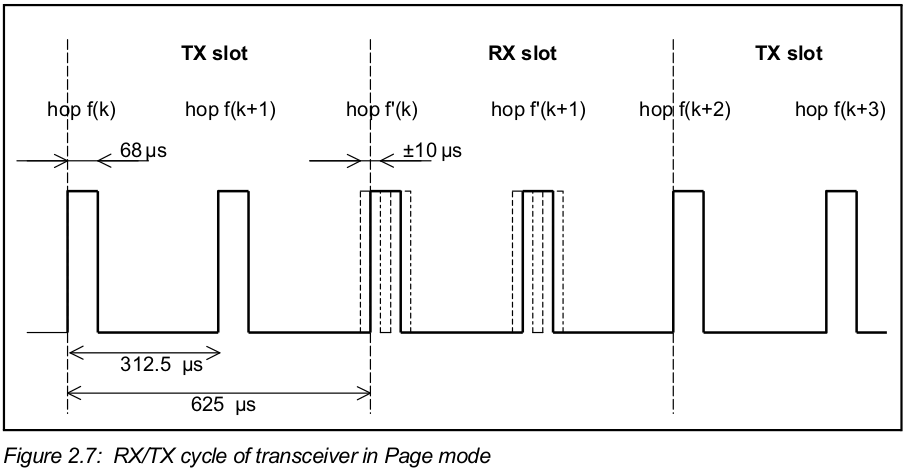 TX slot RX slot TX slot
hop f(k) hop f(k+1) hop f'(k) hop f'(k+1) hop f(k+2) hop f(k+3)
68 µs ±10 µs
312.5 µs
625 µs
Figure 2.7: RX/TX cycle of transceiver in Page mode